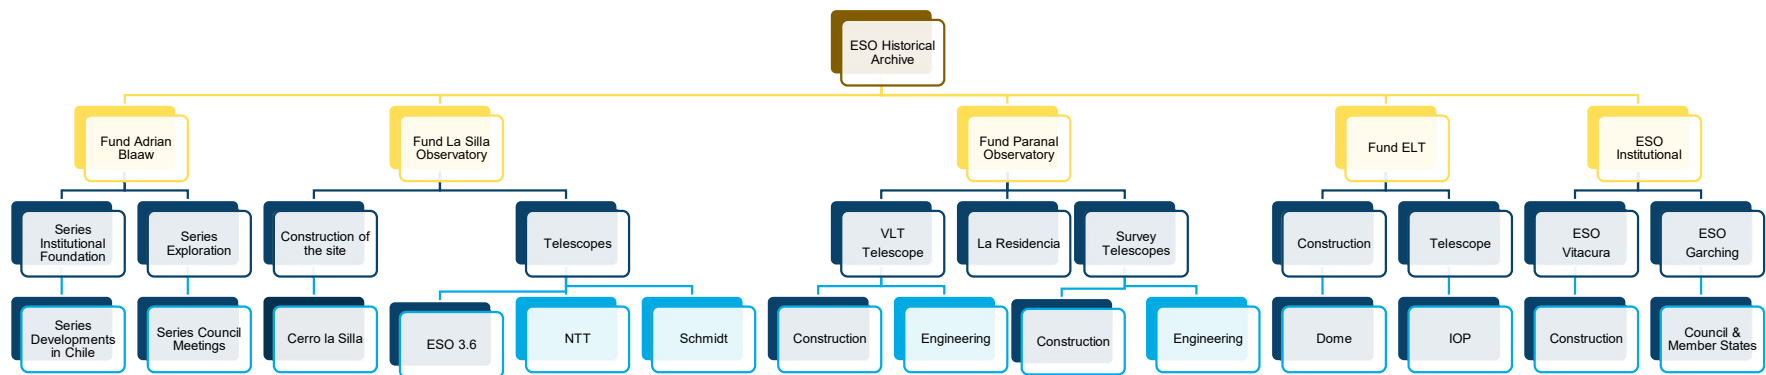 ESO Historical
Archive
Fund Adrian
Blaaw
Fund La Silla
Observatory
Fund Paranal
Observatory
Fund ELT
ESO
Institutional
Series
Institutional
Foundation
Series
Exploration
Construction of
the site
Telescopes
VLT
Telescope
La Residencia
Survey
Telescopes
Construction
Telescope
ESO
Vitacura
ESO
Garching
Series
Developments
in Chile
Series Council
Meetings
Cerro la Silla
ESO 3.6
NTT
Schmidt
Construction
Engineering
Construction
Engineering
Dome
IOP
Construction
Council &
Member States